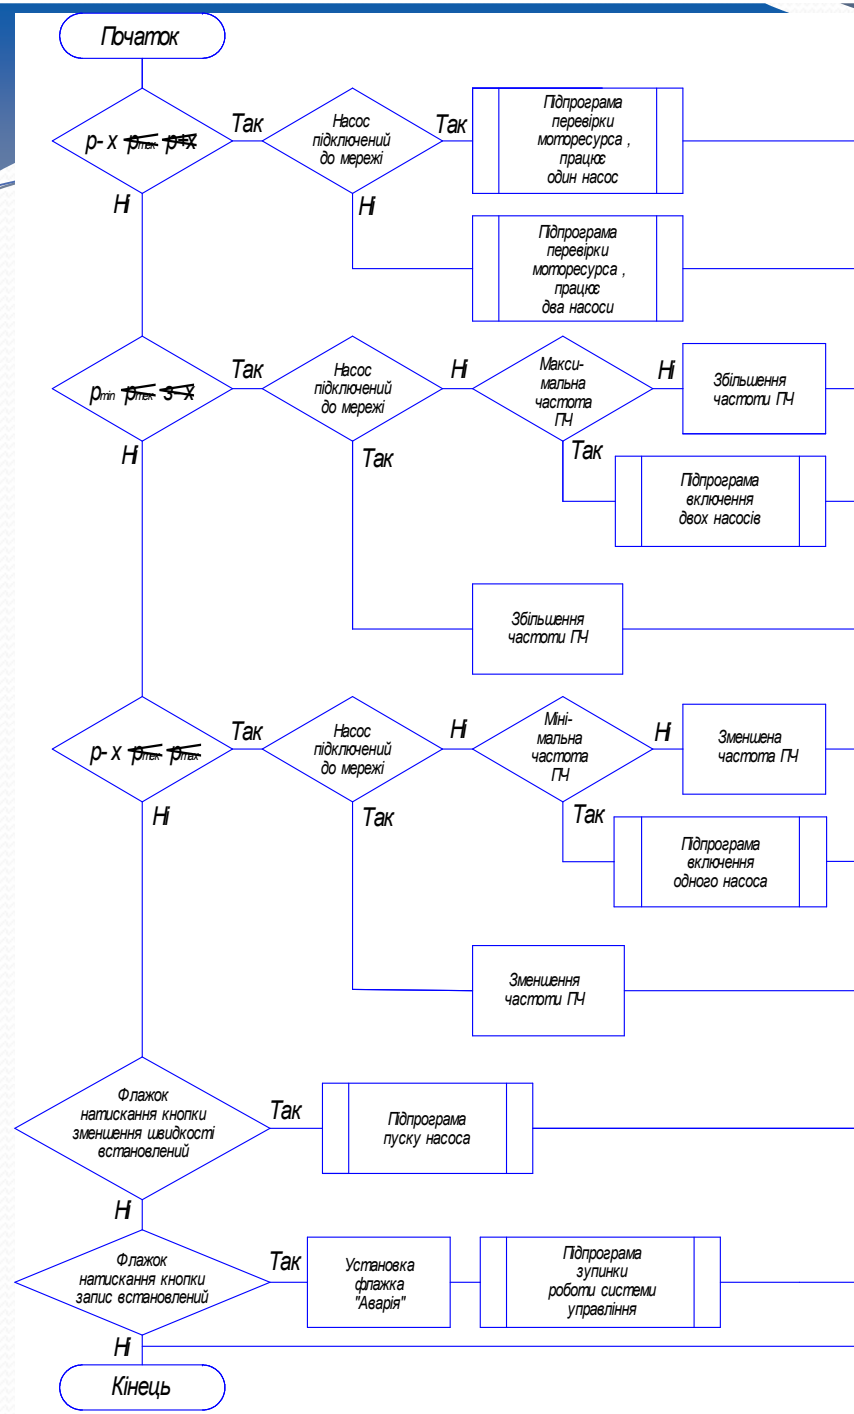 Початок
Так
Так
p- x
Насос
підключений
до мережі
Підпрограма
перевірки
моторесурса ,
працює
один насос
Ні
Ні
Підпрограма
перевірки
моторесурса ,
працює
два насоси
Так
Ні
Ні
pmin
Насос
підключений
до мережі
Макси-
мальна
частота
ПЧ
Збільшення
частоти ПЧ
Ні
Так
Так
Підпрограма
включення
двох насосів
Збільшення
частоти ПЧ
Так
Ні
Ні
p- x
Насос
підключений
до мережі
Міні-
мальна
частота
ПЧ
Зменшена
частота ПЧ
Ні
Так
Так
Підпрограма
включення
одного насоса
Зменшення
частоти ПЧ
Флажок
натискання кнопки
зменшення швидкості
встановлений
Так
Підпрограма
пуску насоса
Ні
Флажок
натискання кнопки
запис встановлений
Так
Установка
флажка
"Аварія"
Підпрограма
зупинки
роботи системи
управління
Ні
Кінець